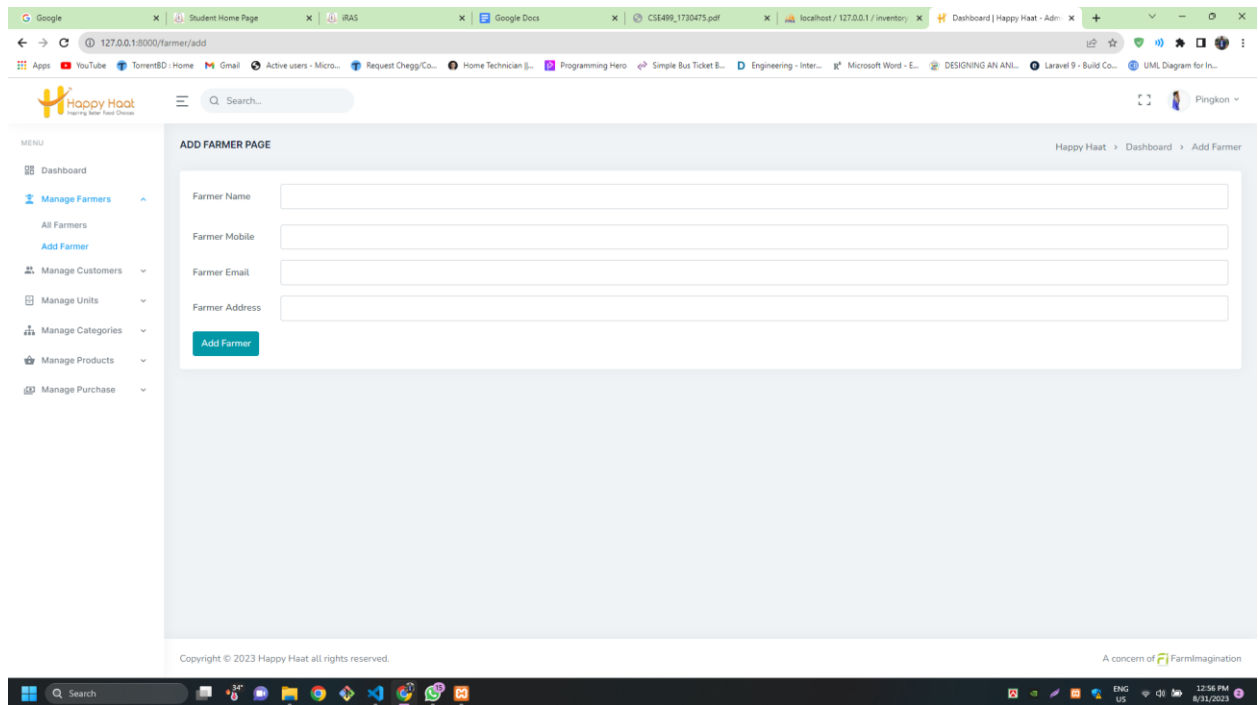 Google
Student Home Page
iRAS
Google Docs
CSE499_1730475.pdf
localhost / 127.0.0.1 / inventory
Dashboard | Happy Haat - Adm
127.0.0.1:8000/farmer/add
Apps YouTube TorrentBD : Home Gmail Active users - Micro... Request Chegg/Co... Home Technician ||... Programming Hero Simple Bus Ticket B... Engineering - Inter... Microsoft Word - E... DESIGNING AN ANI... Laravel 9 - Build Co... UML Diagram for In...
Happy Haat
Inspiring Better Food Choices
Search...
Pingkon
MENU
Dashboard
Manage Farmers
All Farmers
Add Farmer
Manage Customers
Manage Units
Manage Categories
Manage Products
Manage Purchase
ADD FARMER PAGE
Happy Haat > Dashboard > Add Farmer
Farmer Name
Farmer Mobile
Farmer Email
Farmer Address
Add Farmer
Copyright © 2023 Happy Haat all rights reserved.
A concern of FarmImagination
Search
34°
15
ENG
US
12:56 PM
8/31/2023
2